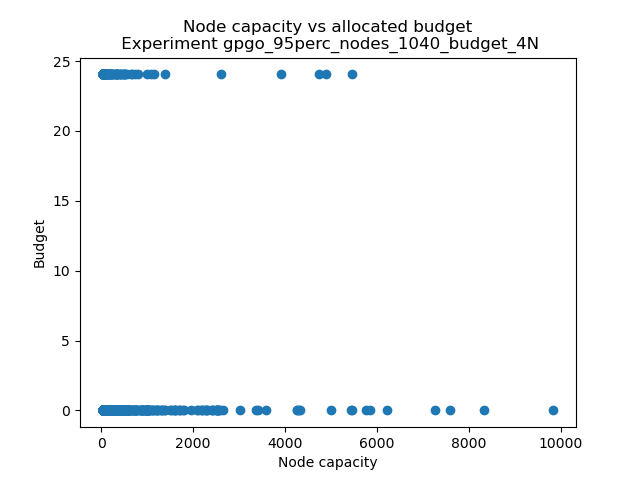 Node capacity vs allocated budget
Experiment gpgo_95perc_nodes_1040_budget_4N
25
20
15
10
5
0
Budget
0 2000 4000 6000 8000 10000
Node capacity